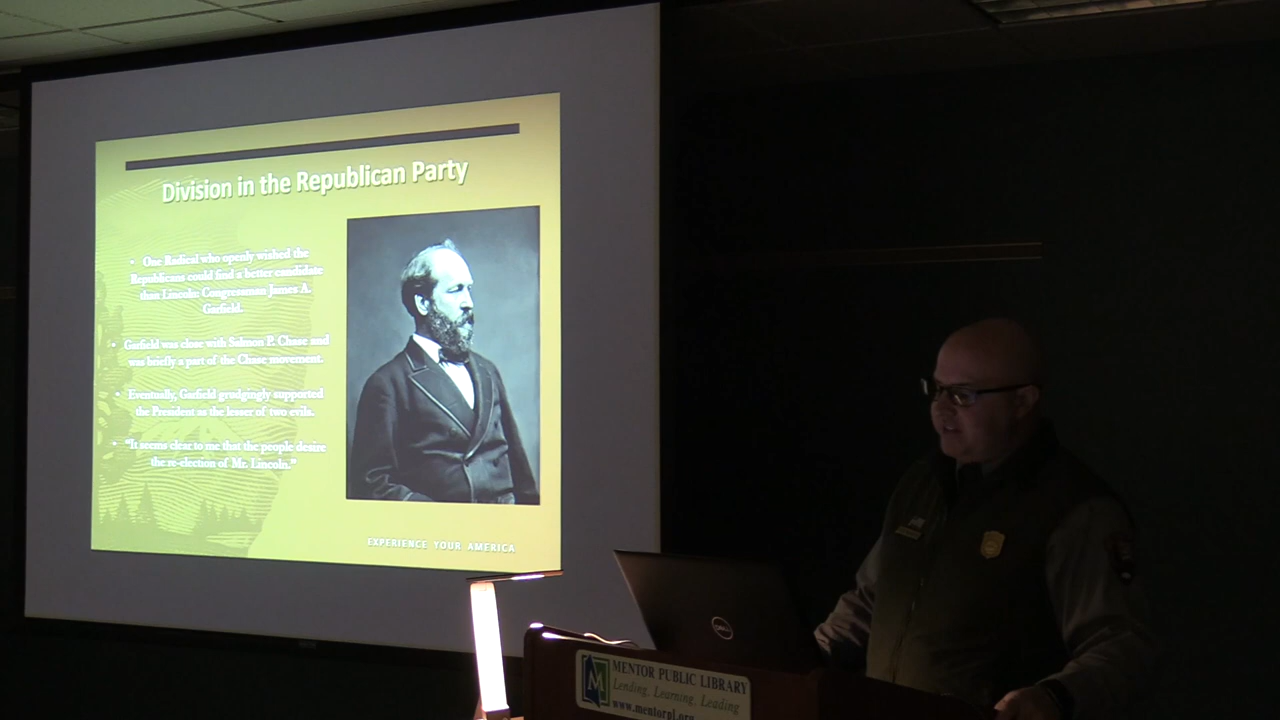 Division in the Republican Party
• One Radical who openly wished the
Republicans could find a better candidate
than Lincoln: Congressman James A.
Garfield.
• Garfield was close with Salmon P. Chase and
was briefly a part of the Chase movement.
• Eventually, Garfield grudgingly supported
the President as the lesser of two evils.
• "It seems clear to me that the people desire
the re-election of Mr. Lincoln."
EXPERIENCE YOUR AMERICA
DELL
M
MENTOR PUBLIC LIBRARY
Lending, Learning, Leading
www.mentorpl.org